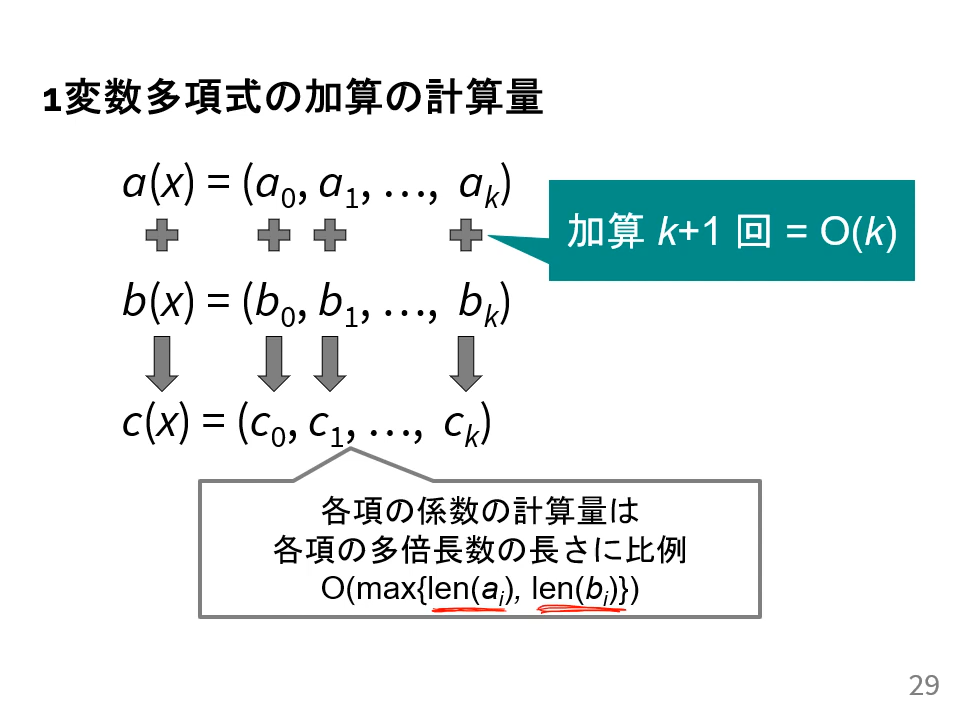 1変数多項式の加算の計算量
a(x) = (a0, a1, …, ak)
加算 k+1 回 = O(k)
b(x) = (b0, b1, …, bk)
c(x) = (c0, c1, …, ck)
各項の係数の計算量は
各項の多倍長数の長さに比例
O(max{len(ai), len(bi)})
29